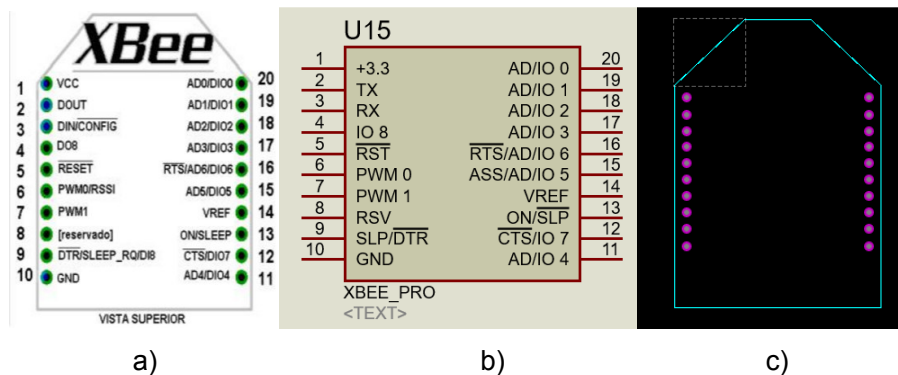 XBee
1 VCC AD0/DIO0 20
2 DOUT AD1/DIO1 19
3 DIN/CONFIG AD2/DIO2 18
4 DO8 AD3/DIO3 17
5 RESET RTS/AD6/DIO6 16
6 PWM0/RSSI AD5/DIO5 15
7 PWM1 VREF 14
8 [reservado] ON/SLEEP 13
9 DTR/SLEEP_RQ/DI8 CTS/DIO7 12
10 GND AD4/DIO4 11
VISTA SUPERIOR
U15
1 +3.3 AD/IO 0 20
2 TX AD/IO 1 19
3 RX AD/IO 2 18
4 IO 8 AD/IO 3 17
5 RST RTS/AD/IO 6 16
6 PWM 0 ASS/AD/IO 5 15
7 PWM 1 VREF 14
8 RSV ON/SLP 13
9 SLP/DTR CTS/IO 7 12
10 GND AD/IO 4 11
XBEE_PRO
<TEXT>
a) b) c)